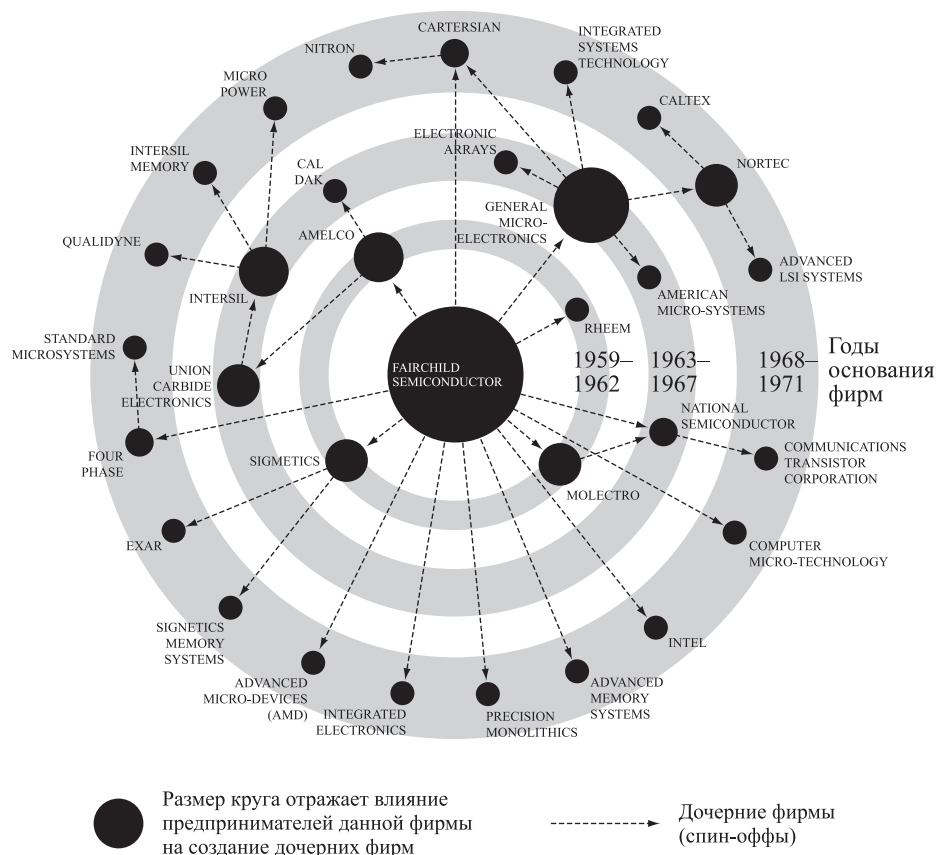 CARTERSIAN
NITRON
INTEGRATED
SYSTEMS
TECHNOLOGY
MICRO
POWER
CALTEX
ELECTRONIC
ARRAYS
INTERSIL
MEMORY
CAL
DAK
NORTEC
GENERAL
MICRO-
ELECTRONICS
QUALIDYNE
AMELCO
ADVANCED
LSI SYSTEMS
INTERSIL
AMERICAN
MICRO-SYSTEMS
RHEEM
STANDARD
MICROSYSTEMS
UNION
CARBIDE
ELECTRONICS
FAIRCHILD
SEMICONDUCTOR
1959–
1962
1963–
1967
1968–
1971
Годы
основания
фирм
NATIONAL
SEMICONDUCTOR
FOUR
PHASE
SIGMETICS
MOLECTRO
COMMUNICATIONS
TRANSISTOR
CORPORATION
EXAR
COMPUTER
MICRO-TECHNOLOGY
SIGNETICS
MEMORY
SYSTEMS
INTEL
ADVANCED
MICRO-DEVICES
(AMD)
INTEGRATED
ELECTRONICS
PRECISION
MONOLITHICS
ADVANCED
MEMORY
SYSTEMS
Размер круга отражает влияние
предпринимателей данной фирмы
на создание дочерних фирм
Дочерние фирмы
(спин-оффы)